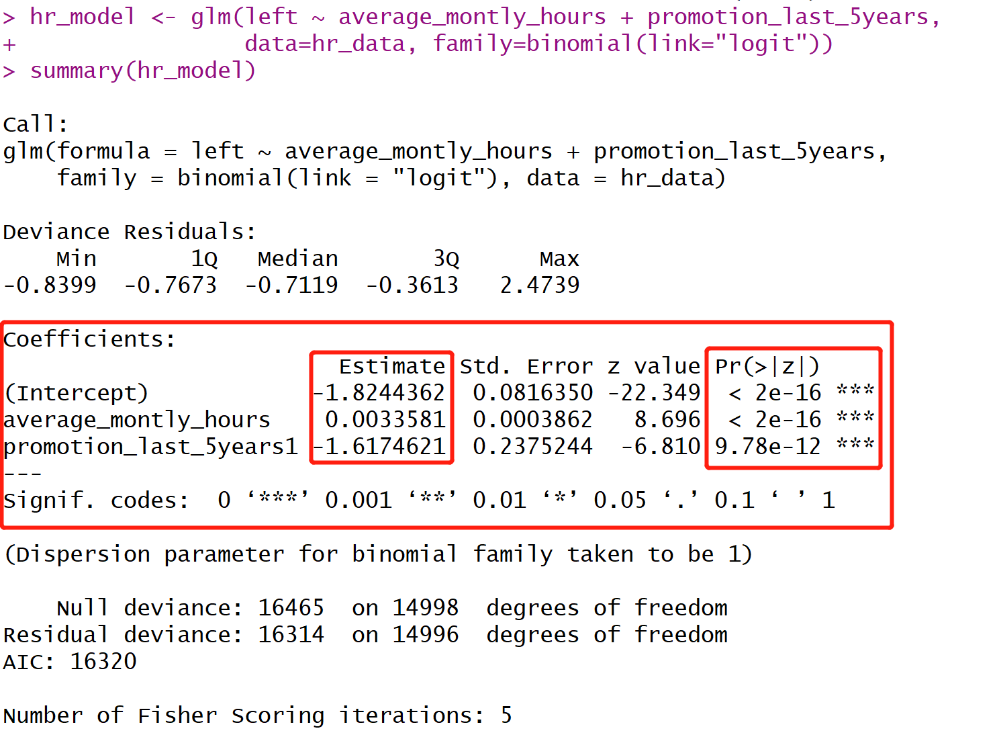 > hr_model <- glm(left ~ average_montly_hours + promotion_last_5years,
+                 data=hr_data, family=binomial(link="logit"))
> summary(hr_model)

Call:
glm(formula = left ~ average_montly_hours + promotion_last_5years,
    family = binomial(link = "logit"), data = hr_data)

Deviance Residuals:
    Min       1Q   Median       3Q      Max
-0.8399  -0.7673  -0.7119  -0.3613   2.4739

Coefficients:
                         Estimate Std. Error z value Pr(>|z|)
(Intercept)            -1.8244362  0.0816350 -22.349  < 2e-16 ***
average_montly_hours    0.0033581  0.0003862   8.696  < 2e-16 ***
promotion_last_5years1 -1.6174621  0.2375244  -6.810 9.78e-12 ***
---
Signif. codes:  0 ‘***’ 0.001 ‘**’ 0.01 ‘*’ 0.05 ‘.’ 0.1 ‘ ’ 1

(Dispersion parameter for binomial family taken to be 1)

    Null deviance: 16465  on 14998  degrees of freedom
Residual deviance: 16314  on 14996  degrees of freedom
AIC: 16320

Number of Fisher Scoring iterations: 5